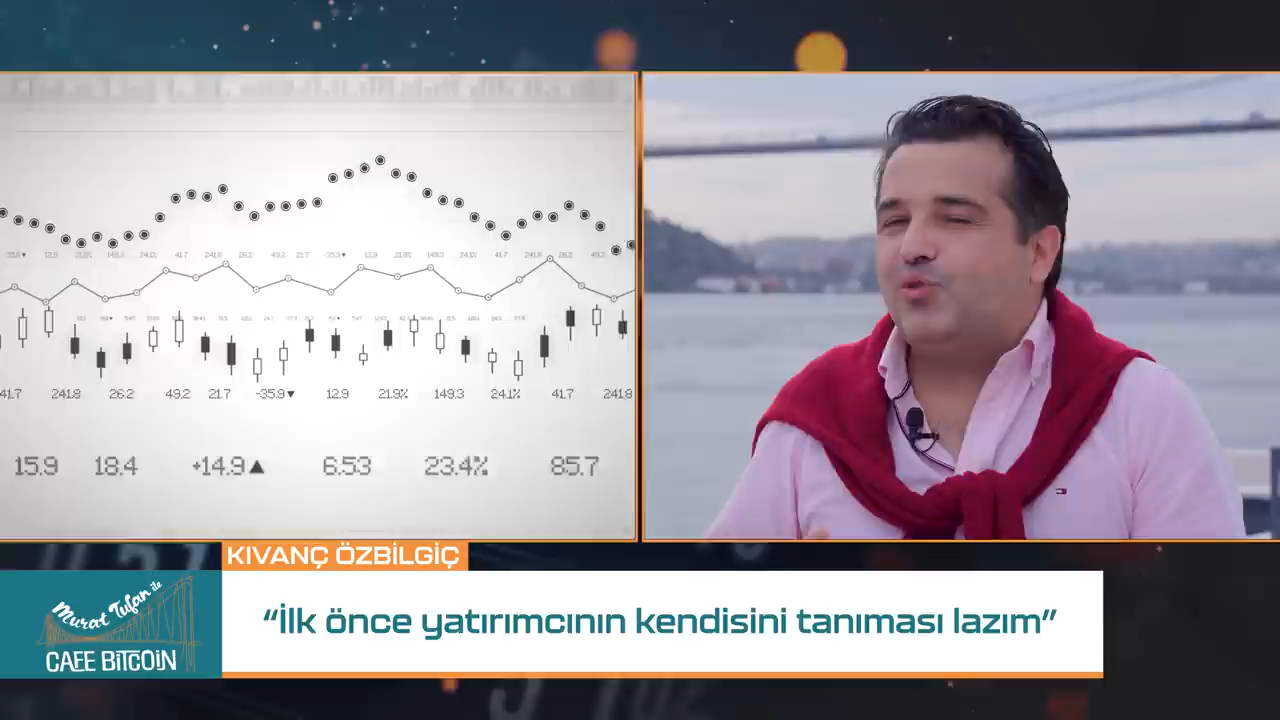 41.7 241.8 26.2 49.2 21.7 -35.9▼ 12.9 21.9% 149.3 24.1% 41.7 241.8
15.9 18.4 +14.9▲ 6.53 23.4% 85.7
KIVANÇ ÖZBİLGİÇ
“İlk önce yatırımcının kendisini tanıması lazım”
Murat Tufan ile
CAFE BITCOIN